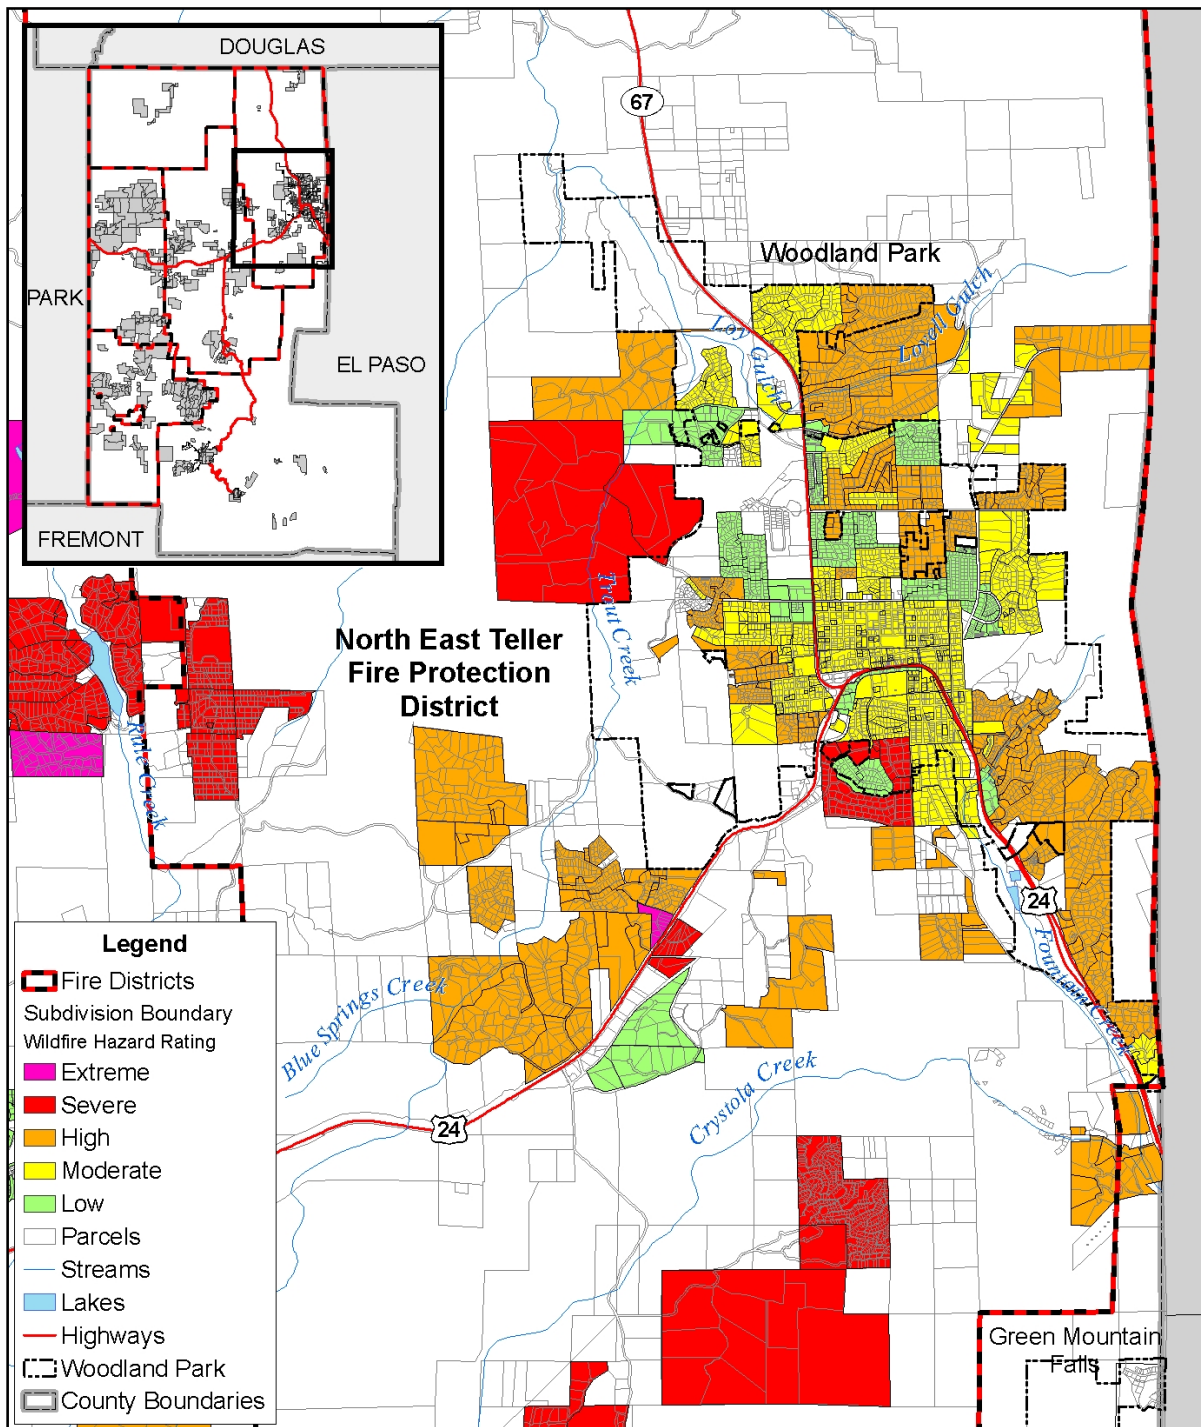 DOUGLAS
PARK
EL PASO
FREMONT
67
Woodland Park
Loy Gulch
Lovell Gulch
Trout Creek
North East Teller
Fire Protection
District
Rule Creek
24
Fountain Creek
Blue Springs Creek
Crystola Creek
24
Green Mountain
Falls
Legend
Fire Districts
Subdivision Boundary
Wildfire Hazard Rating
Extreme
Severe
High
Moderate
Low
Parcels
Streams
Lakes
Highways
Woodland Park
County Boundaries